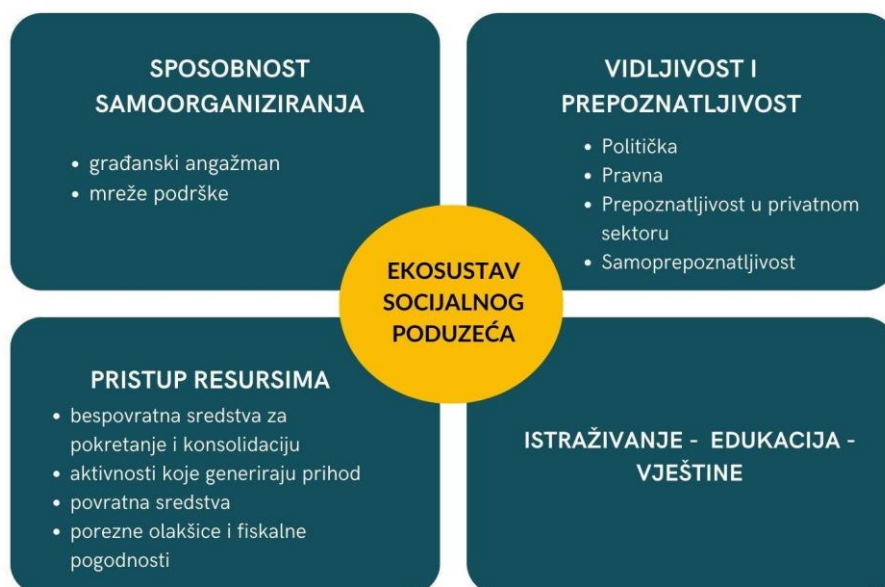 SPOSOBNOST
SAMOORGANIZIRANJA
• građanski angažman
• mreže podrške
VIDLJIVOST I
PREPOZNATLJIVOST
• Politička
• Pravna
• Prepoznatljivost u privatnom
sektoru
• Samoprepoznatljivost
EKOSUSTAV
SOCIJALNOG
PODUZEĆA
PRISTUP RESURSIMA
• bespovratna sredstva za
pokretanje i konsolidaciju
• aktivnosti koje generiraju prihod
• povratna sredstva
• porezne olakšice i fiskalne
pogodnosti
ISTRAŽIVANJE - EDUKACIJA -
VJEŠTINE